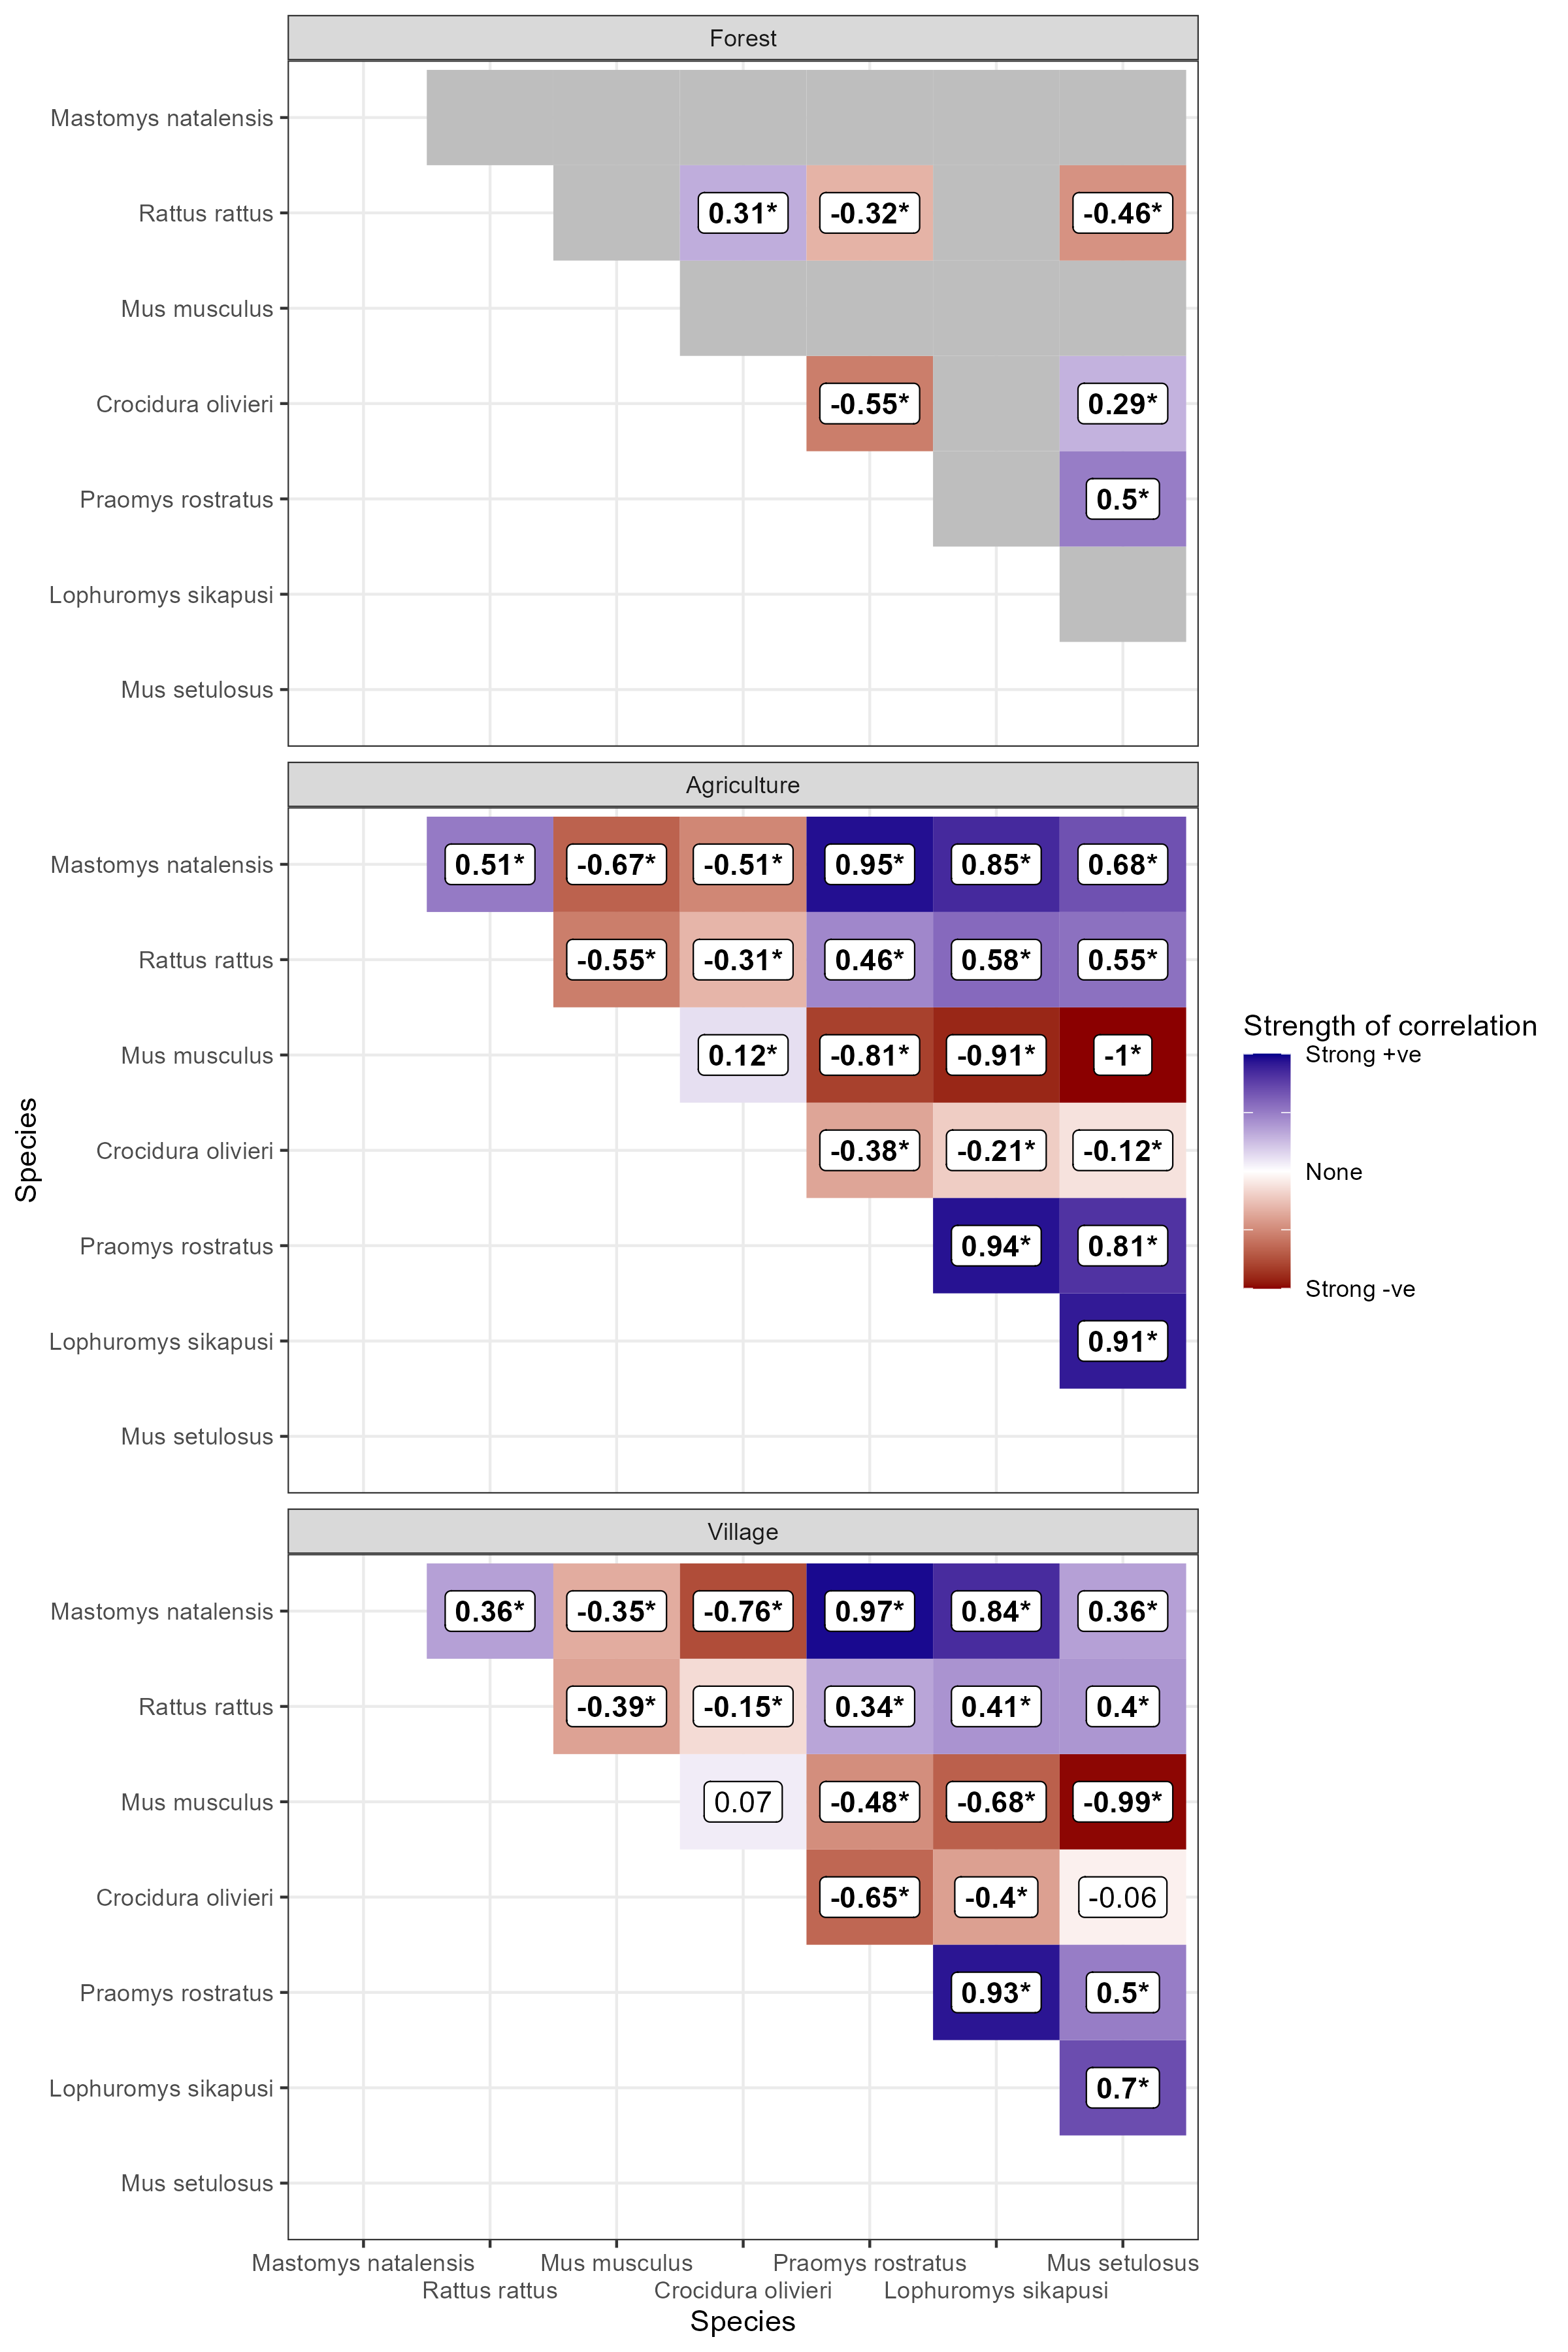 Forest
Mastomys natalensis
Rattus rattus 0.31* -0.32* -0.46*
Mus musculus
Crocidura olivieri -0.55* 0.29*
Praomys rostratus 0.5*
Lophuromys sikapusi
Mus setulosus
Agriculture
Mastomys natalensis 0.51* -0.67* -0.51* 0.95* 0.85* 0.68*
Rattus rattus -0.55* -0.31* 0.46* 0.58* 0.55*
Mus musculus 0.12* -0.81* -0.91* -1*
Crocidura olivieri -0.38* -0.21* -0.12*
Praomys rostratus 0.94* 0.81*
Lophuromys sikapusi 0.91*
Mus setulosus
Village
Mastomys natalensis 0.36* -0.35* -0.76* 0.97* 0.84* 0.36*
Rattus rattus -0.39* -0.15* 0.34* 0.41* 0.4*
Mus musculus 0.07 -0.48* -0.68* -0.99*
Crocidura olivieri -0.65* -0.4* -0.06
Praomys rostratus 0.93* 0.5*
Lophuromys sikapusi 0.7*
Mus setulosus
Mastomys natalensis Mus musculus Praomys rostratus Mus setulosus
Rattus rattus Crocidura olivieri Lophuromys sikapusi
Species
Species
Strength of correlation
Strong +ve
None
Strong -ve